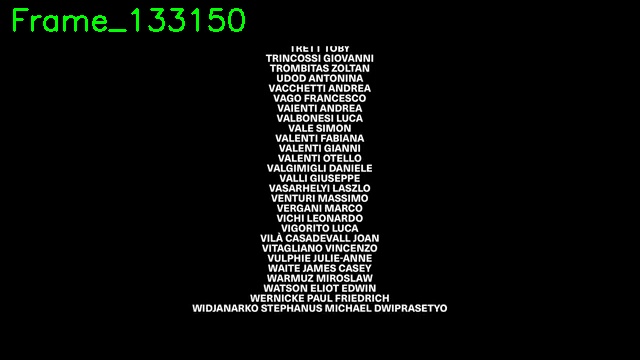 Frame_133150
TRETT TOBY
TRINCOSSI GIOVANNI
TROMBITAS ZOLTAN
UDOD ANTONINA
VACCHETTI ANDREA
VAGO FRANCESCO
VAIENTI ANDREA
VALBONESI LUCA
VALE SIMON
VALENTI FABIANA
VALENTI GIANNI
VALENTI OTELLO
VALGIMIGLI DANIELE
VALLI GIUSEPPE
VASARHELYI LASZLO
VENTURI MASSIMO
VERGANI MARCO
VICHI LEONARDO
VIGORITO LUCA
VILÀ CASADEVALL JOAN
VITAGLIANO VINCENZO
VULPHIE JULIE-ANNE
WAITE JAMES CASEY
WARMUZ MIROSLAW
WATSON ELIOT EDWIN
WERNICKE PAUL FRIEDRICH
WIDJANARKO STEPHANUS MICHAEL DWIPRASETYO